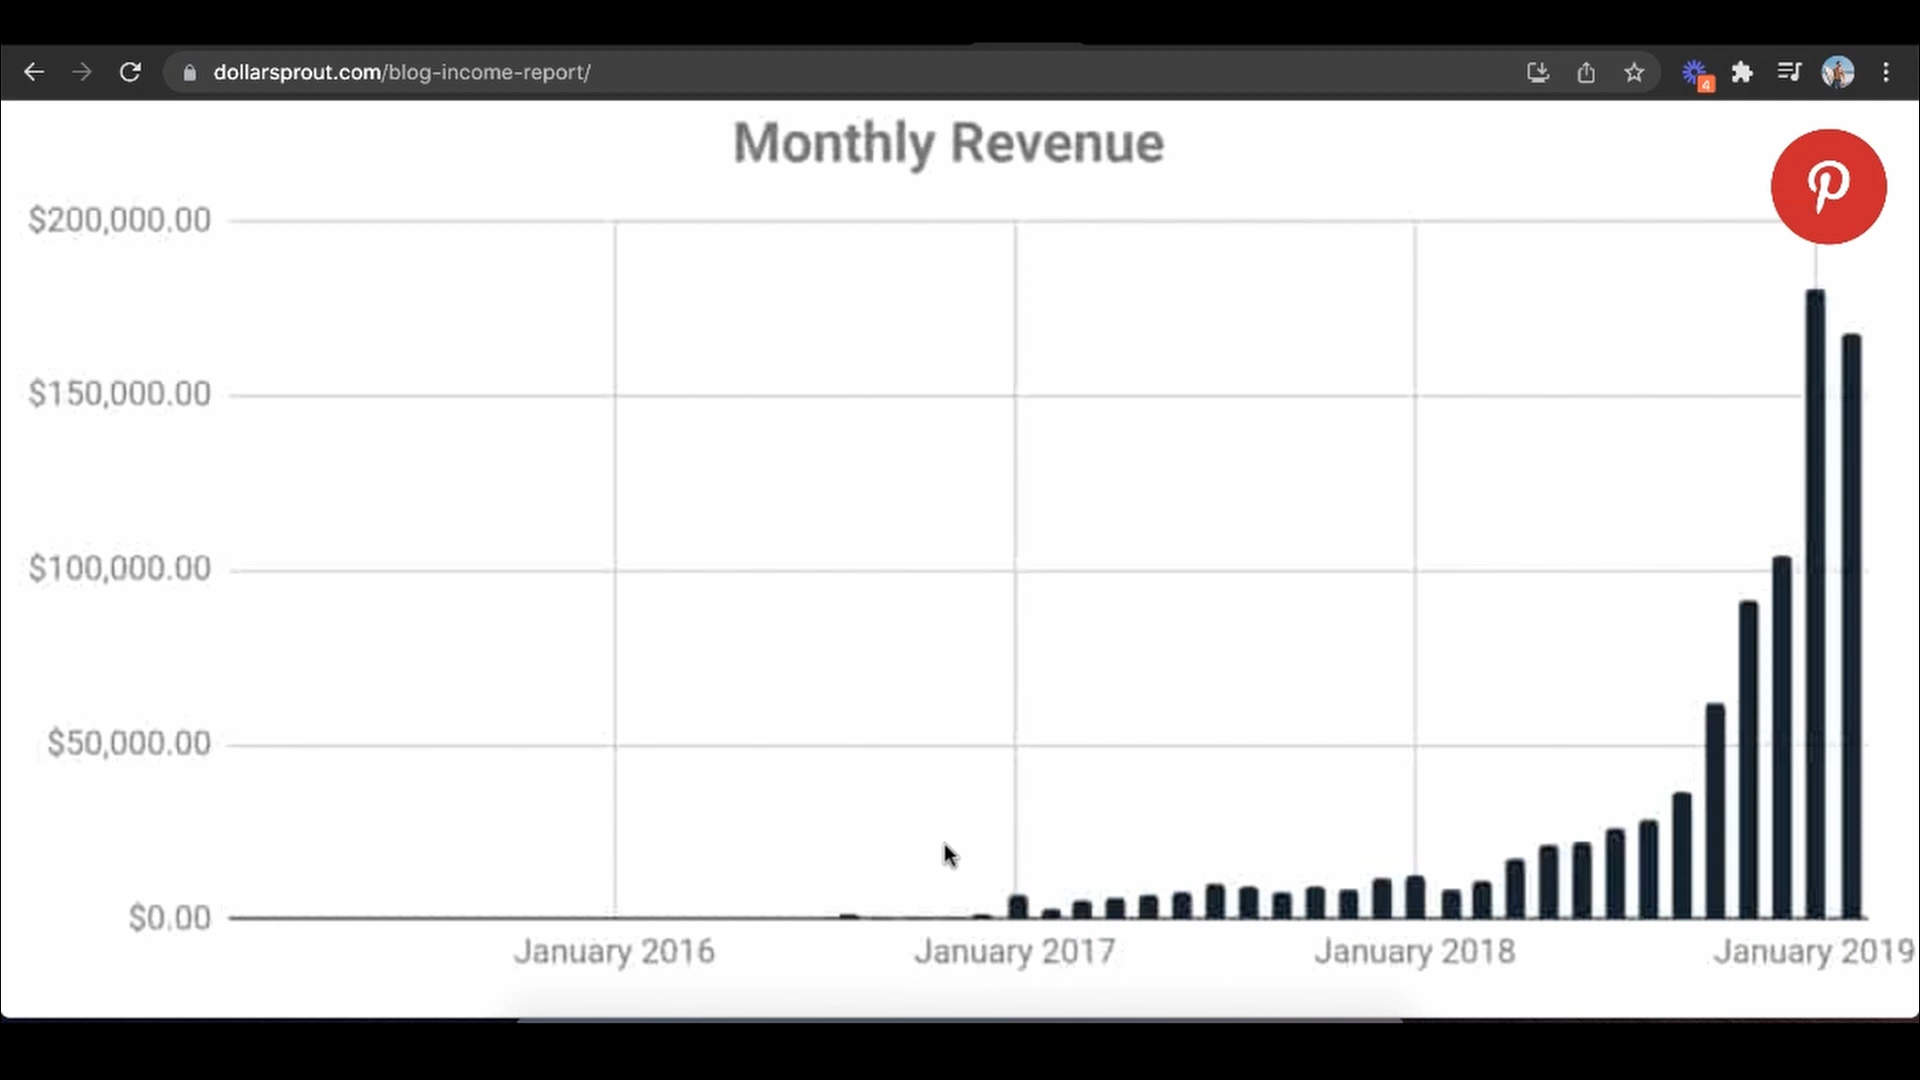 dollarsprout.com/blog-income-report/
4
Monthly Revenue
$200,000.00
$150,000.00
$100,000.00
$50,000.00
$0.00
January 2016
January 2017
January 2018
January 2019